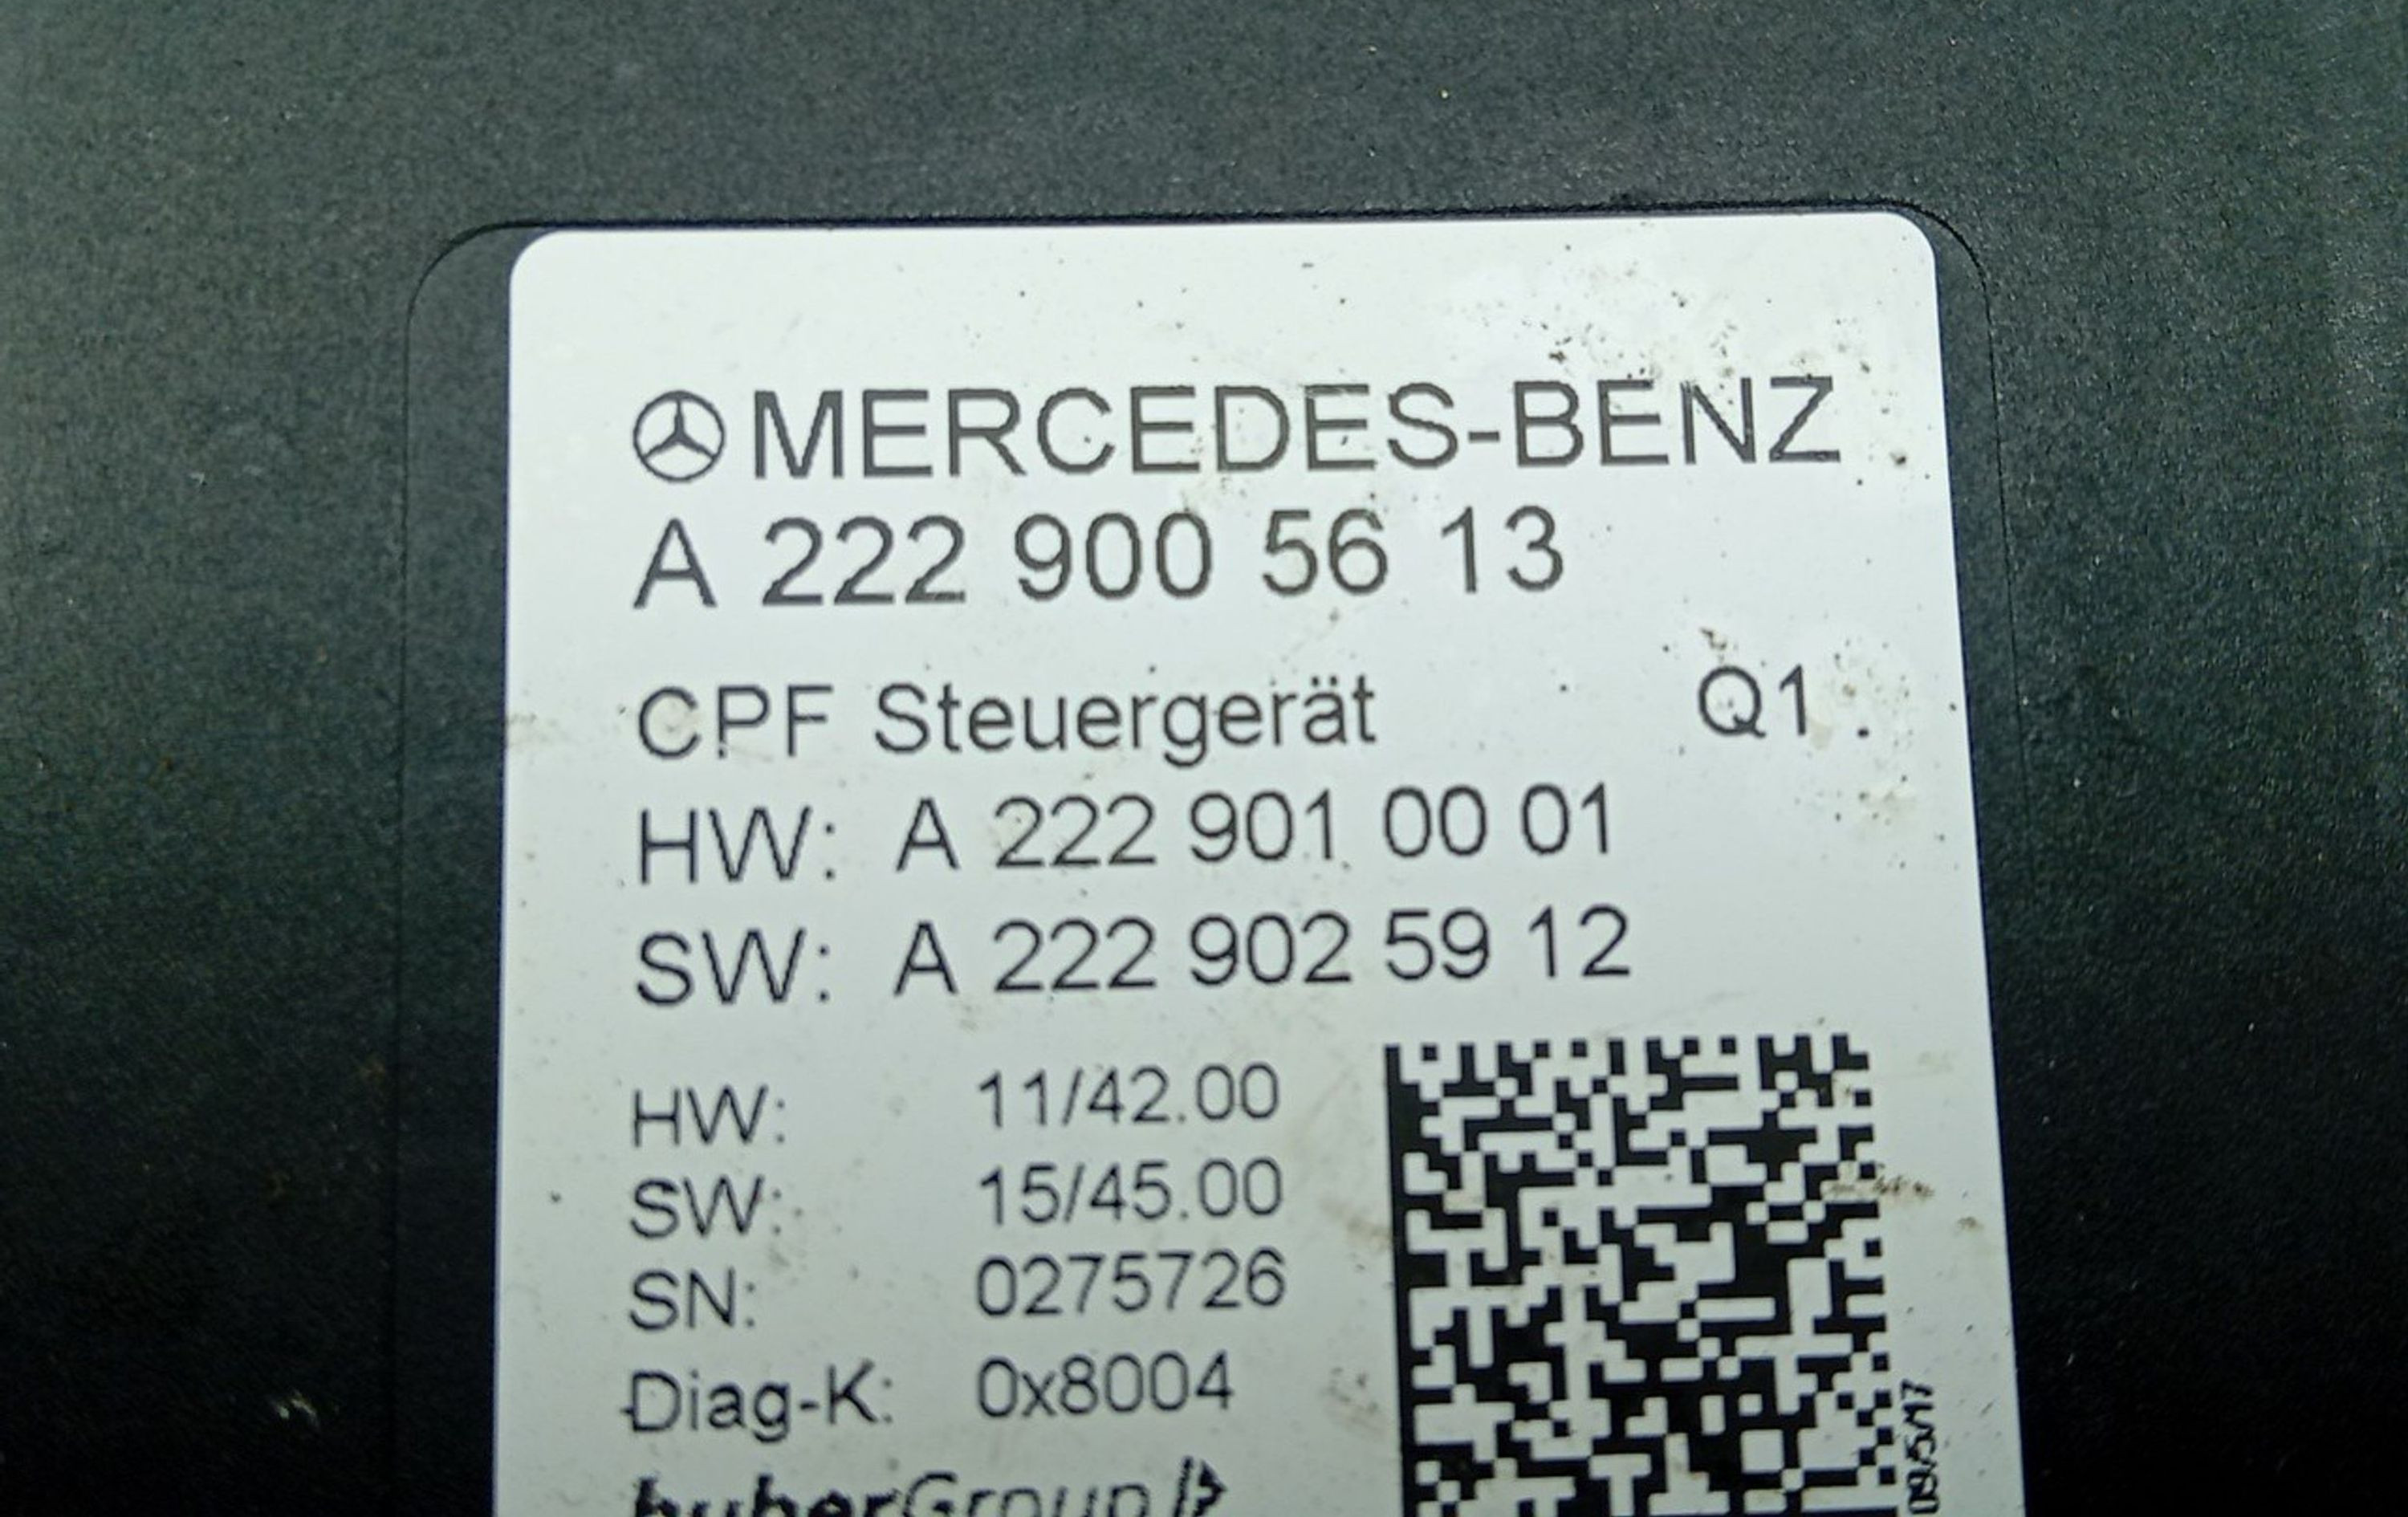 MERCEDES-BENZ
A 222 900 56 13
CPF Steuergerät Q1
HW: A 222 901 00 01
SW: A 222 902 59 12
HW: 11/42.00
SW: 15/45.00
SN: 0275726
Diag-K: 0x8004
huberGroup